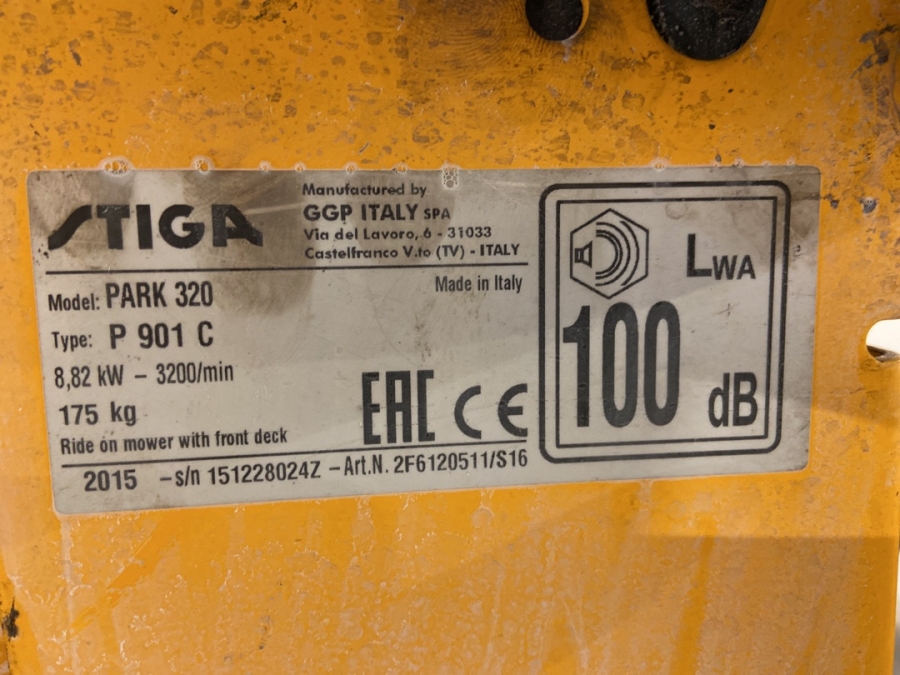 STIGA
Manufactured by
GGP ITALY SPA
Via del Lavoro, 6 - 31033
Castelfranco V.to (TV) - ITALY
Model: PARK 320
Made in Italy
Type: P 901 C
8,82 kW – 3200/min
175 kg
Ride on mower with front deck
EAC CE
2015 – s/n 151228024Z – Art.N. 2F6120511/S16
LWA
100
dB